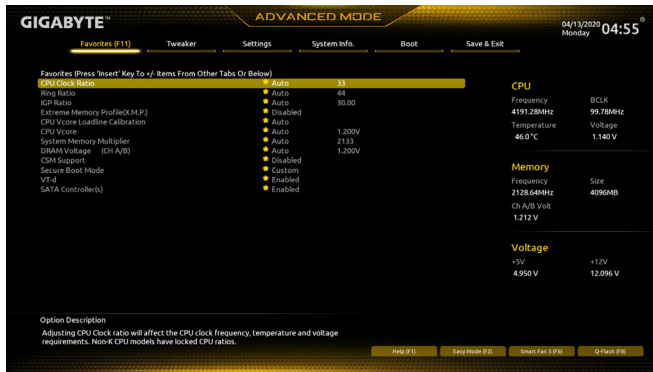 GIGABYTE™
ADVANCED MODE
04/13/2020
Monday
04:55
Favorites (F11) Tweaker Settings System Info. Boot Save & Exit
Favorites (Press 'Insert' Key To +/- Items From Other Tabs Or Below)
CPU Clock Ratio Auto 33
Ring Ratio Auto 44
IGP Ratio Auto 30.00
Extreme Memory Profile(X.M.P.) Disabled
CPU Vcore Loadline Calibration Auto
CPU Vcore Auto 1.200V
System Memory Multiplier Auto 2133
DRAM Voltage (CH A/B) Auto 1.200V
CSM Support Disabled
Secure Boot Mode Custom
VT-d Enabled
SATA Controller(s) Enabled
CPU
Frequency BCLK
4191.28MHz 99.78MHz
Temperature Voltage
46.0 °C 1.140 V
Memory
Frequency Size
2128.64MHz 4096MB
Ch A/B Volt
1.212 V
Voltage
+5V +12V
4.950 V 12.096 V
Option Description
Adjusting CPU Clock ratio will affect the CPU clock frequency, temperature and voltage
requirements. Non-K CPU models have locked CPU ratios.
Help (F1) Easy Mode (F2) Smart Fan 5 (F6) Q-Flash (F8)